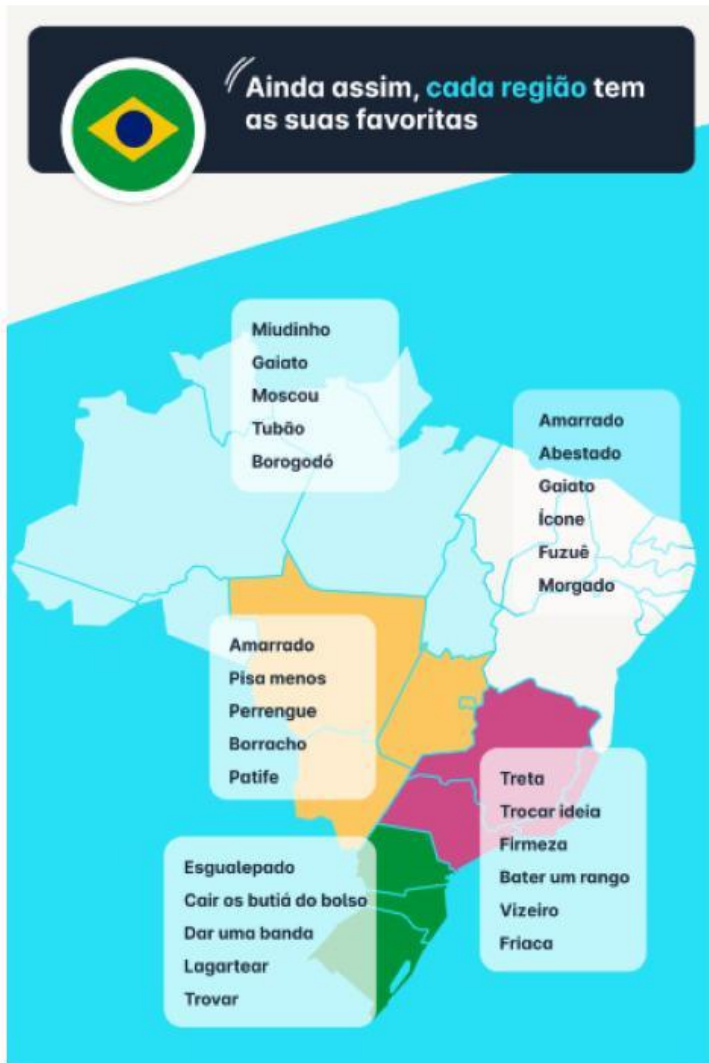 Ainda assim, cada região tem
as suas favoritas
Miudinho
Gaiato
Moscou
Tubão
Borogodó
Amarrado
Abestado
Gaiato
Ícone
Fuzuê
Morgado
Amarrado
Pisa menos
Perrengue
Borracho
Patife
Treta
Trocar ideia
Firmeza
Bater um rango
Vizeiro
Friaca
Esgualepado
Cair os butiá do bolso
Dar uma banda
Lagartear
Trovar